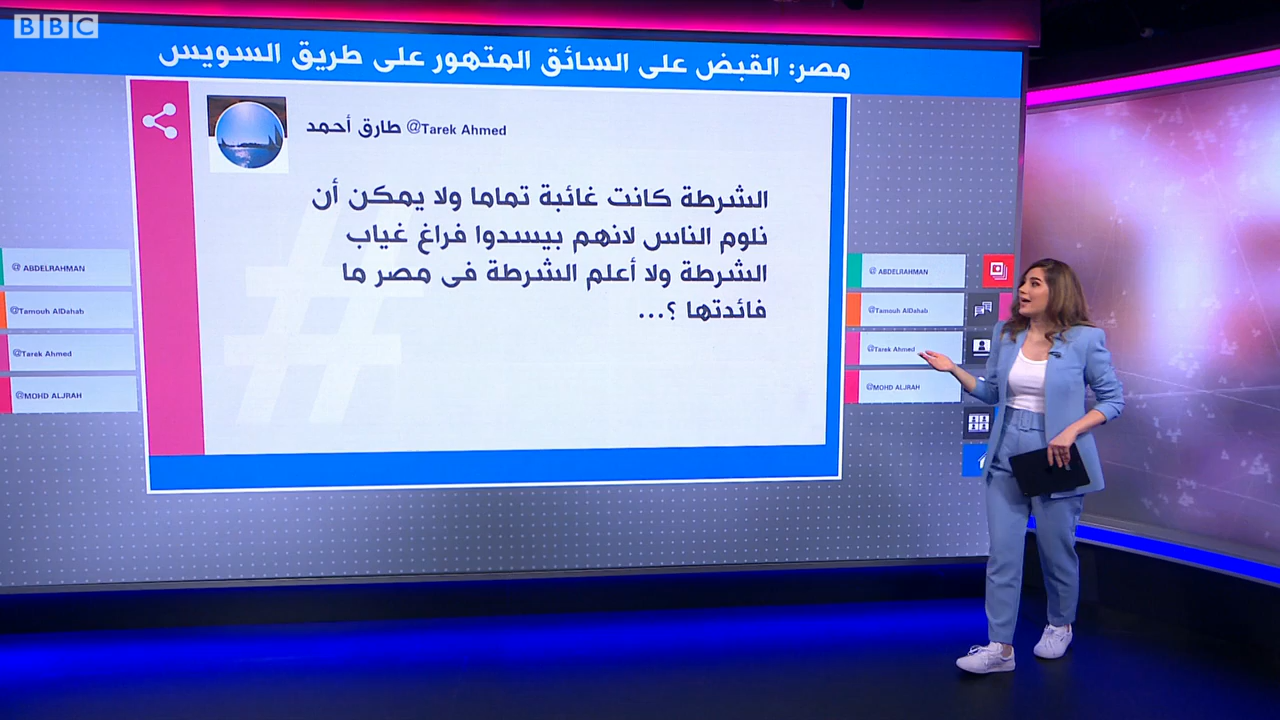 BBC
مصر: القبض على السائق المتهور على طريق السويس
طارق أحمد @Tarek Ahmed
الشرطة كانت غائبة تماما ولا يمكن أن
نلوم الناس لانهم بيسدوا فراغ غياب
الشرطة ولا أعلم الشرطة فى مصر ما
فائدتها ؟...
@ ABDELRAHMAN
@Tamouh AlDahab
@Tarek Ahmed
@MOHD ALJRAH
@ ABDELRAHMAN
@Tamouh AlDahab
@Tarek Ahmed
@MOHD ALJRAH